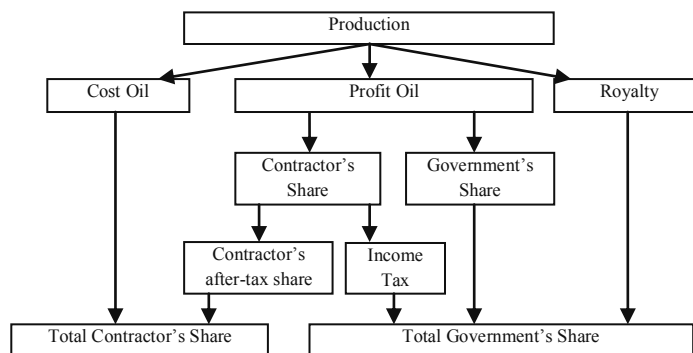 Production
Cost Oil
Profit Oil
Royalty
Contractor’s
Share
Government’s
Share
Contractor’s
after-tax share
Income
Tax
Total Contractor’s Share
Total Government’s Share